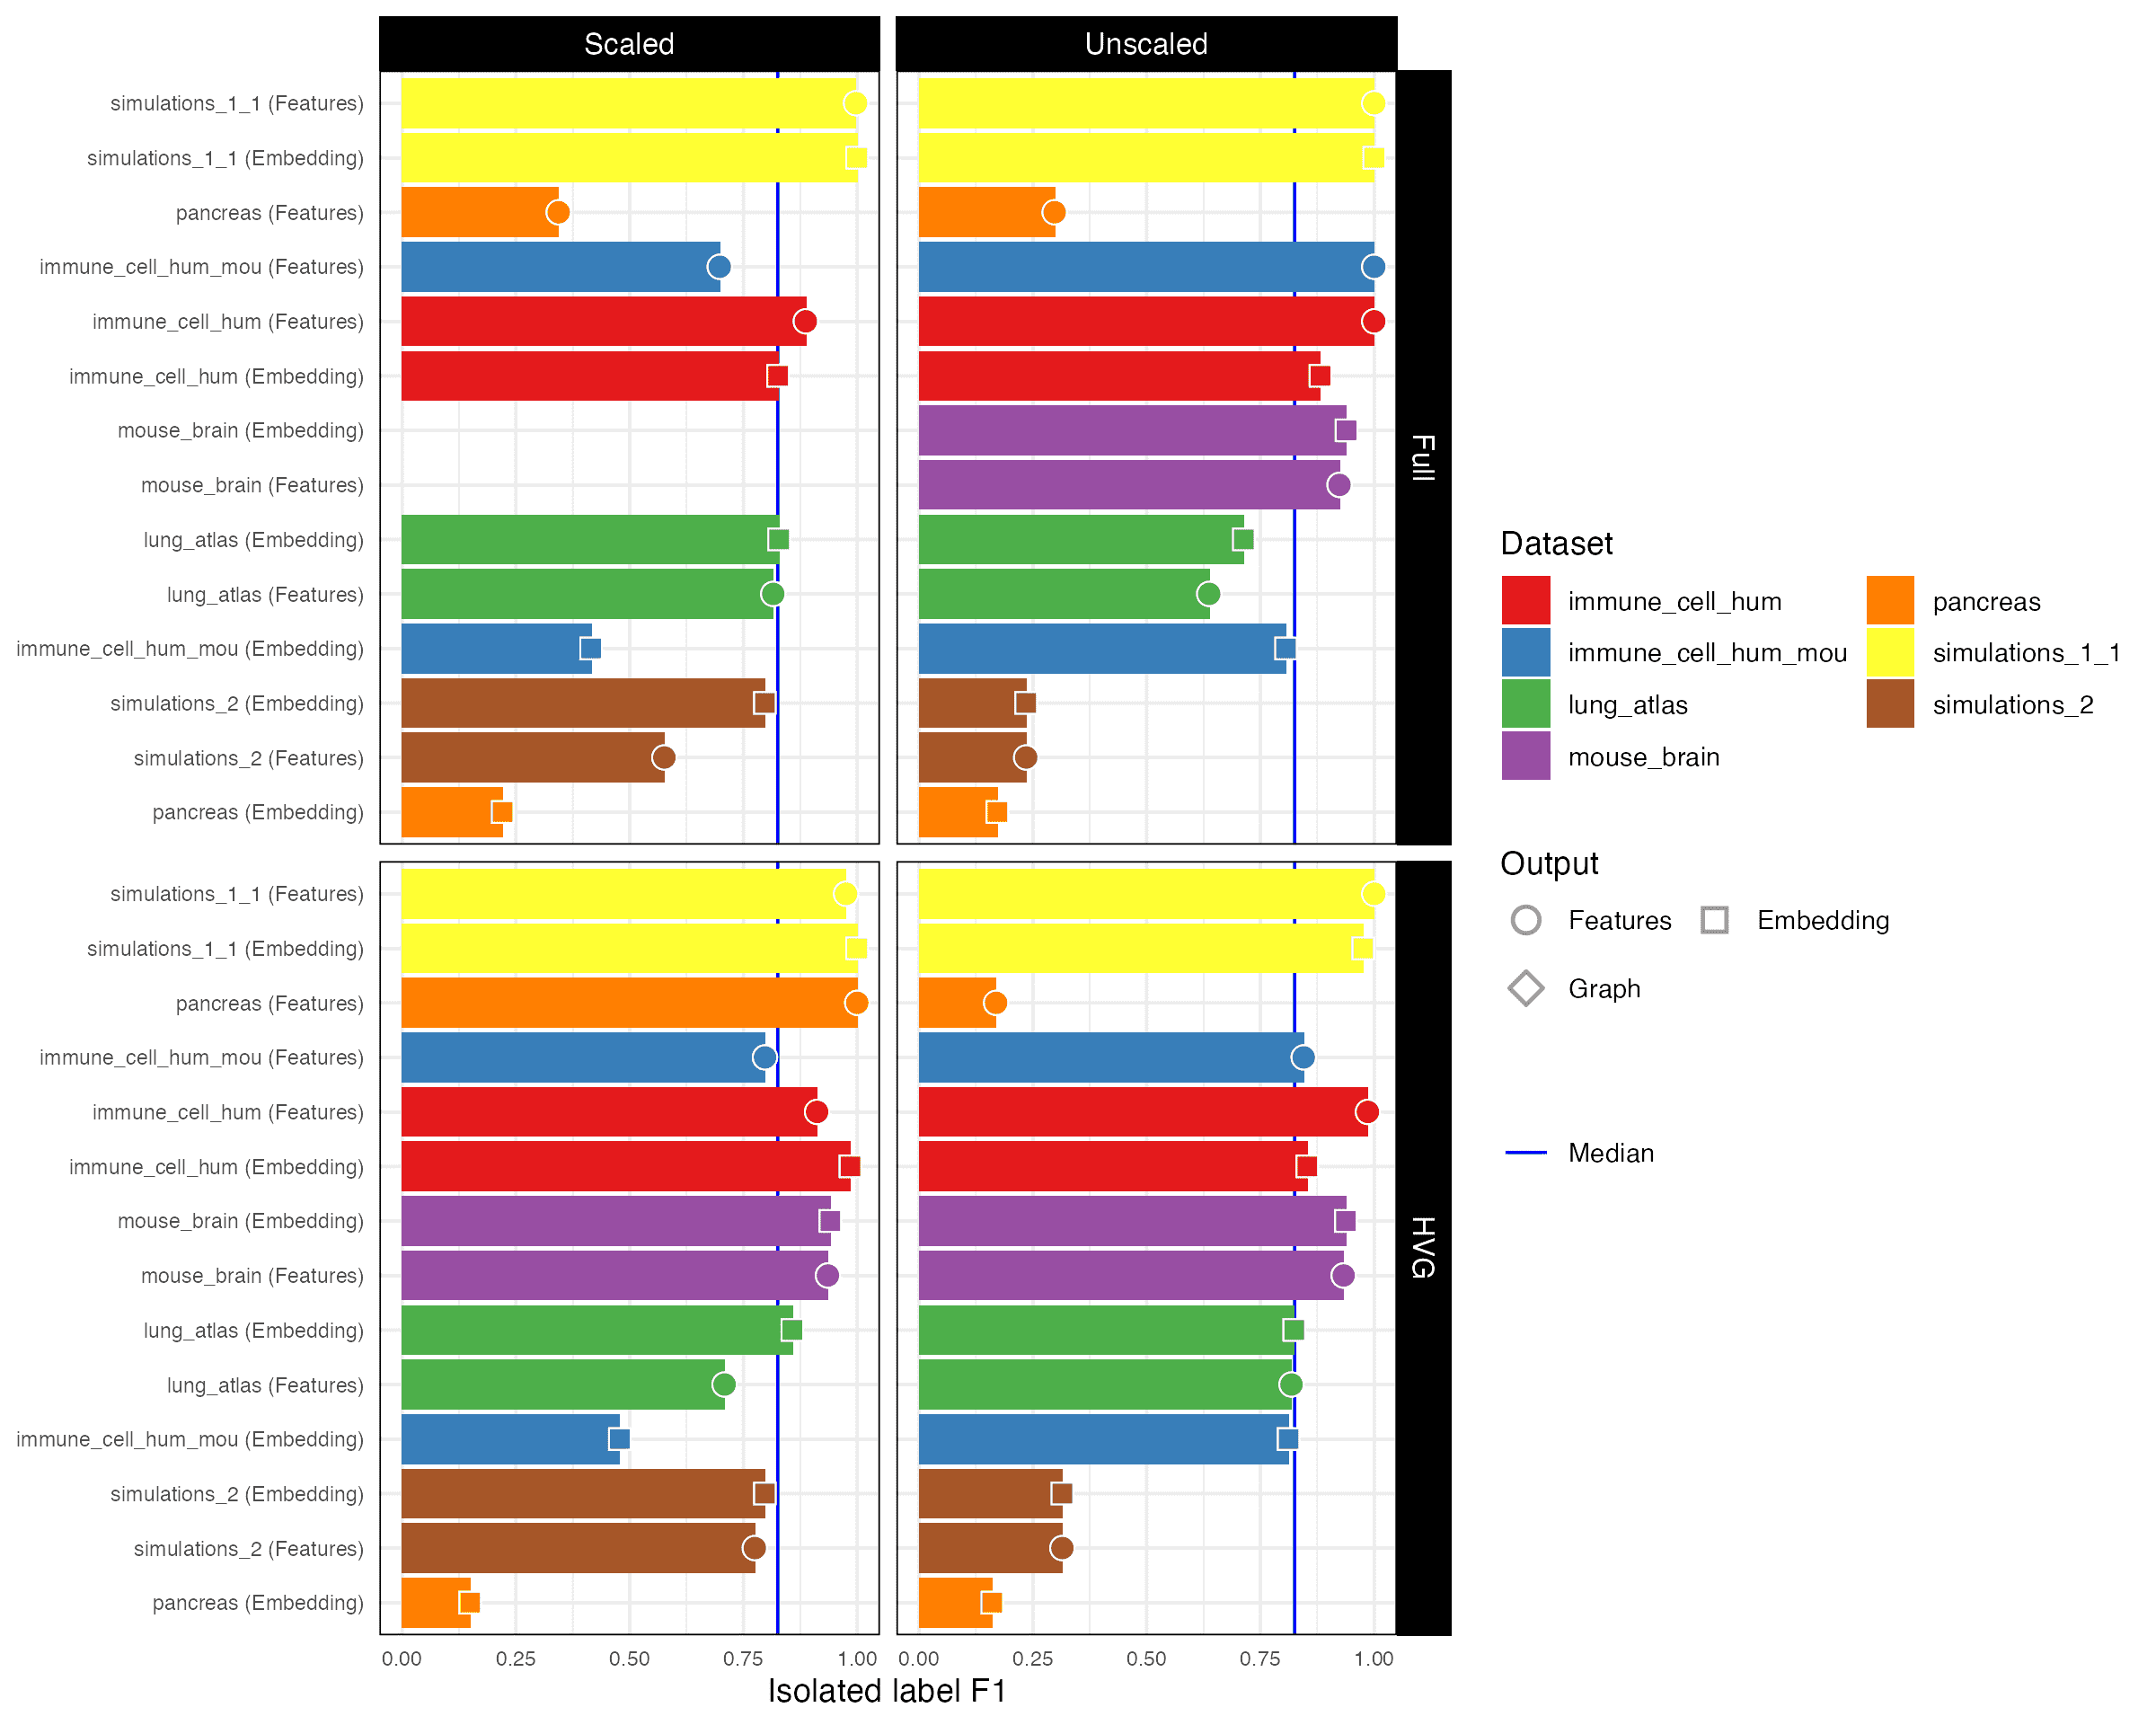 Scaled
Unscaled
simulations_1_1 (Features)
simulations_1_1 (Embedding)
pancreas (Features)
immune_cell_hum_mou (Features)
immune_cell_hum (Features)
immune_cell_hum (Embedding)
mouse_brain (Embedding)
mouse_brain (Features)
lung_atlas (Embedding)
lung_atlas (Features)
immune_cell_hum_mou (Embedding)
simulations_2 (Embedding)
simulations_2 (Features)
pancreas (Embedding)
Full
simulations_1_1 (Features)
simulations_1_1 (Embedding)
pancreas (Features)
immune_cell_hum_mou (Features)
immune_cell_hum (Features)
immune_cell_hum (Embedding)
mouse_brain (Embedding)
mouse_brain (Features)
lung_atlas (Embedding)
lung_atlas (Features)
immune_cell_hum_mou (Embedding)
simulations_2 (Embedding)
simulations_2 (Features)
pancreas (Embedding)
HVG
0.00 0.25 0.50 0.75 1.00 0.00 0.25 0.50 0.75 1.00
Isolated label F1
Dataset
immune_cell_hum
immune_cell_hum_mou
lung_atlas
mouse_brain
pancreas
simulations_1_1
simulations_2
Output
Features Embedding
Graph
Median